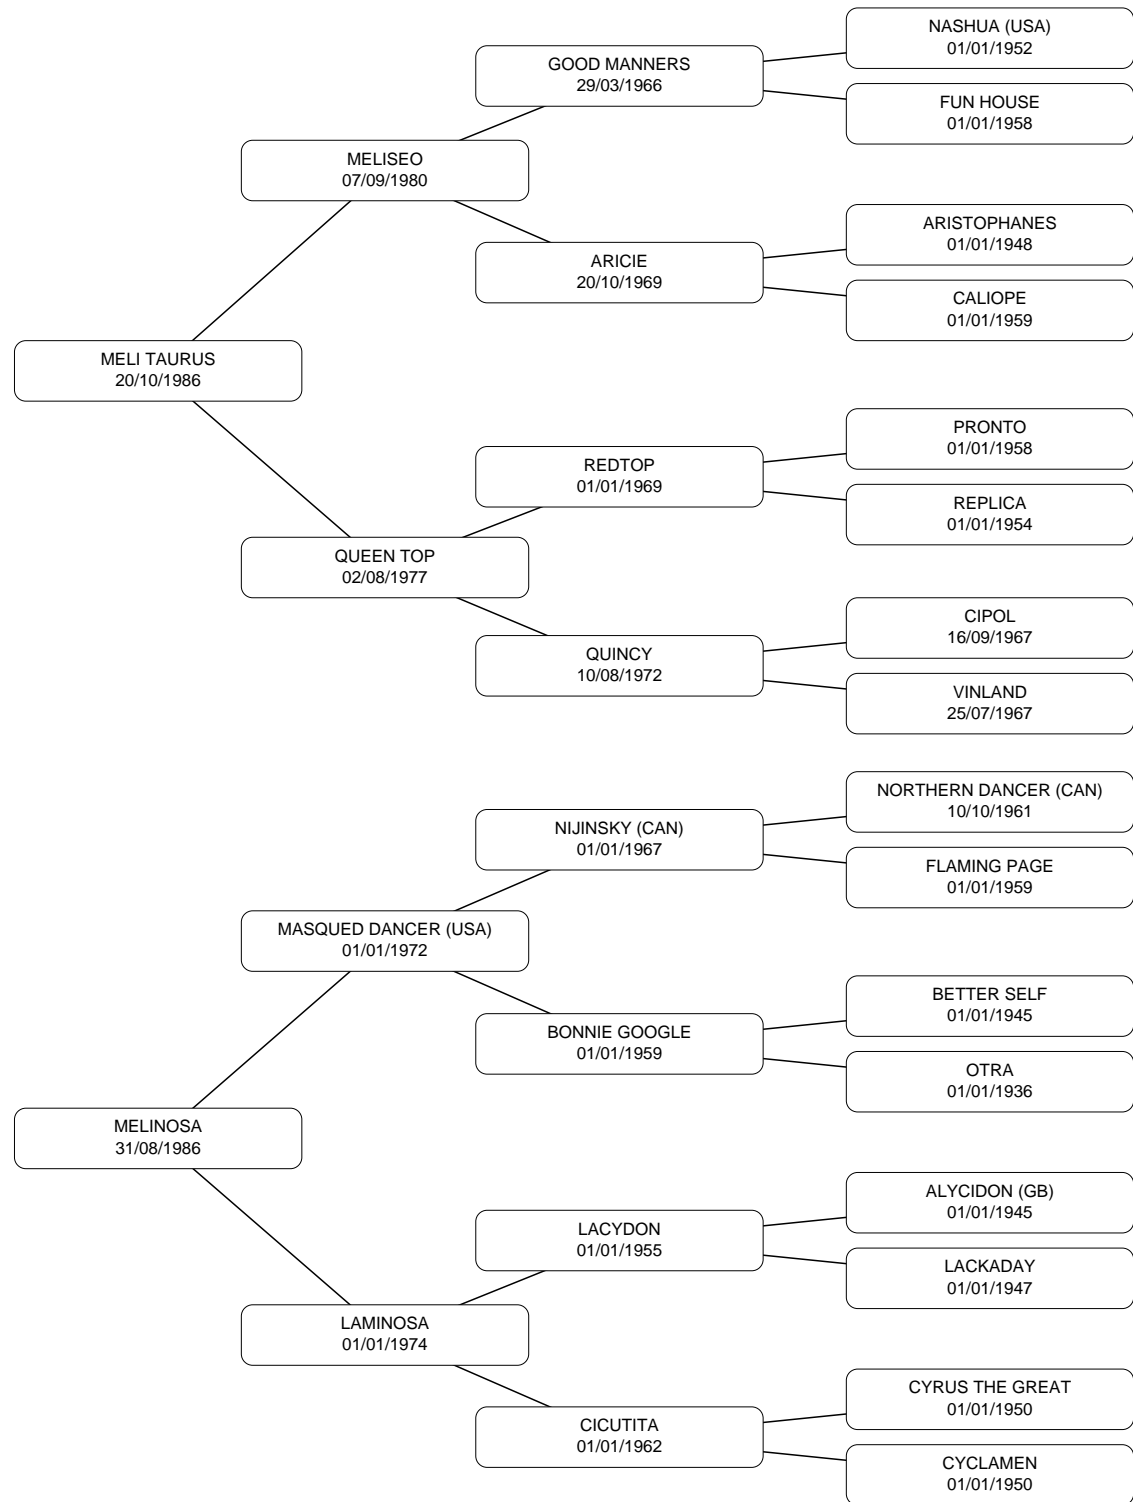 NASHUA (USA)
01/01/1952
GOOD MANNERS
29/03/1966
FUN HOUSE
01/01/1958
MELISEO
07/09/1980
ARISTOPHANES
01/01/1948
ARICIE
20/10/1969
CALIOPE
01/01/1959
MELI TAURUS
20/10/1986
PRONTO
01/01/1958
REDTOP
01/01/1969
REPLICA
01/01/1954
QUEEN TOP
02/08/1977
CIPOL
16/09/1967
QUINCY
10/08/1972
VINLAND
25/07/1967
NORTHERN DANCER (CAN)
10/10/1961
NIJINSKY (CAN)
01/01/1967
FLAMING PAGE
01/01/1959
MASQUED DANCER (USA)
01/01/1972
BETTER SELF
01/01/1945
BONNIE GOOGLE
01/01/1959
OTRA
01/01/1936
MELINOSA
31/08/1986
ALYCIDON (GB)
01/01/1945
LACYDON
01/01/1955
LACKADAY
01/01/1947
LAMINOSA
01/01/1974
CYRUS THE GREAT
01/01/1950
CICUTITA
01/01/1962
CYCLAMEN
01/01/1950